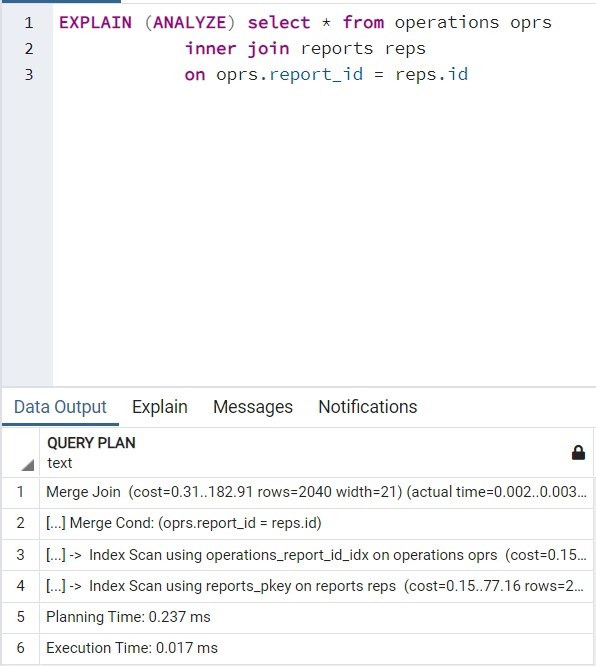 1 EXPLAIN (ANALYZE) select * from operations oprs
2 inner join reports reps
3 on oprs.report_id = reps.id
Data Output Explain Messages Notifications
QUERY PLAN
text
1 Merge Join (cost=0.31..182.91 rows=2040 width=21) (actual time=0.002..0.003...
2 [...] Merge Cond: (oprs.report_id = reps.id)
3 [...] -> Index Scan using operations_report_id_idx on operations oprs (cost=0.15...
4 [...] -> Index Scan using reports_pkey on reports reps (cost=0.15..77.16 rows=2...
5 Planning Time: 0.237 ms
6 Execution Time: 0.017 ms